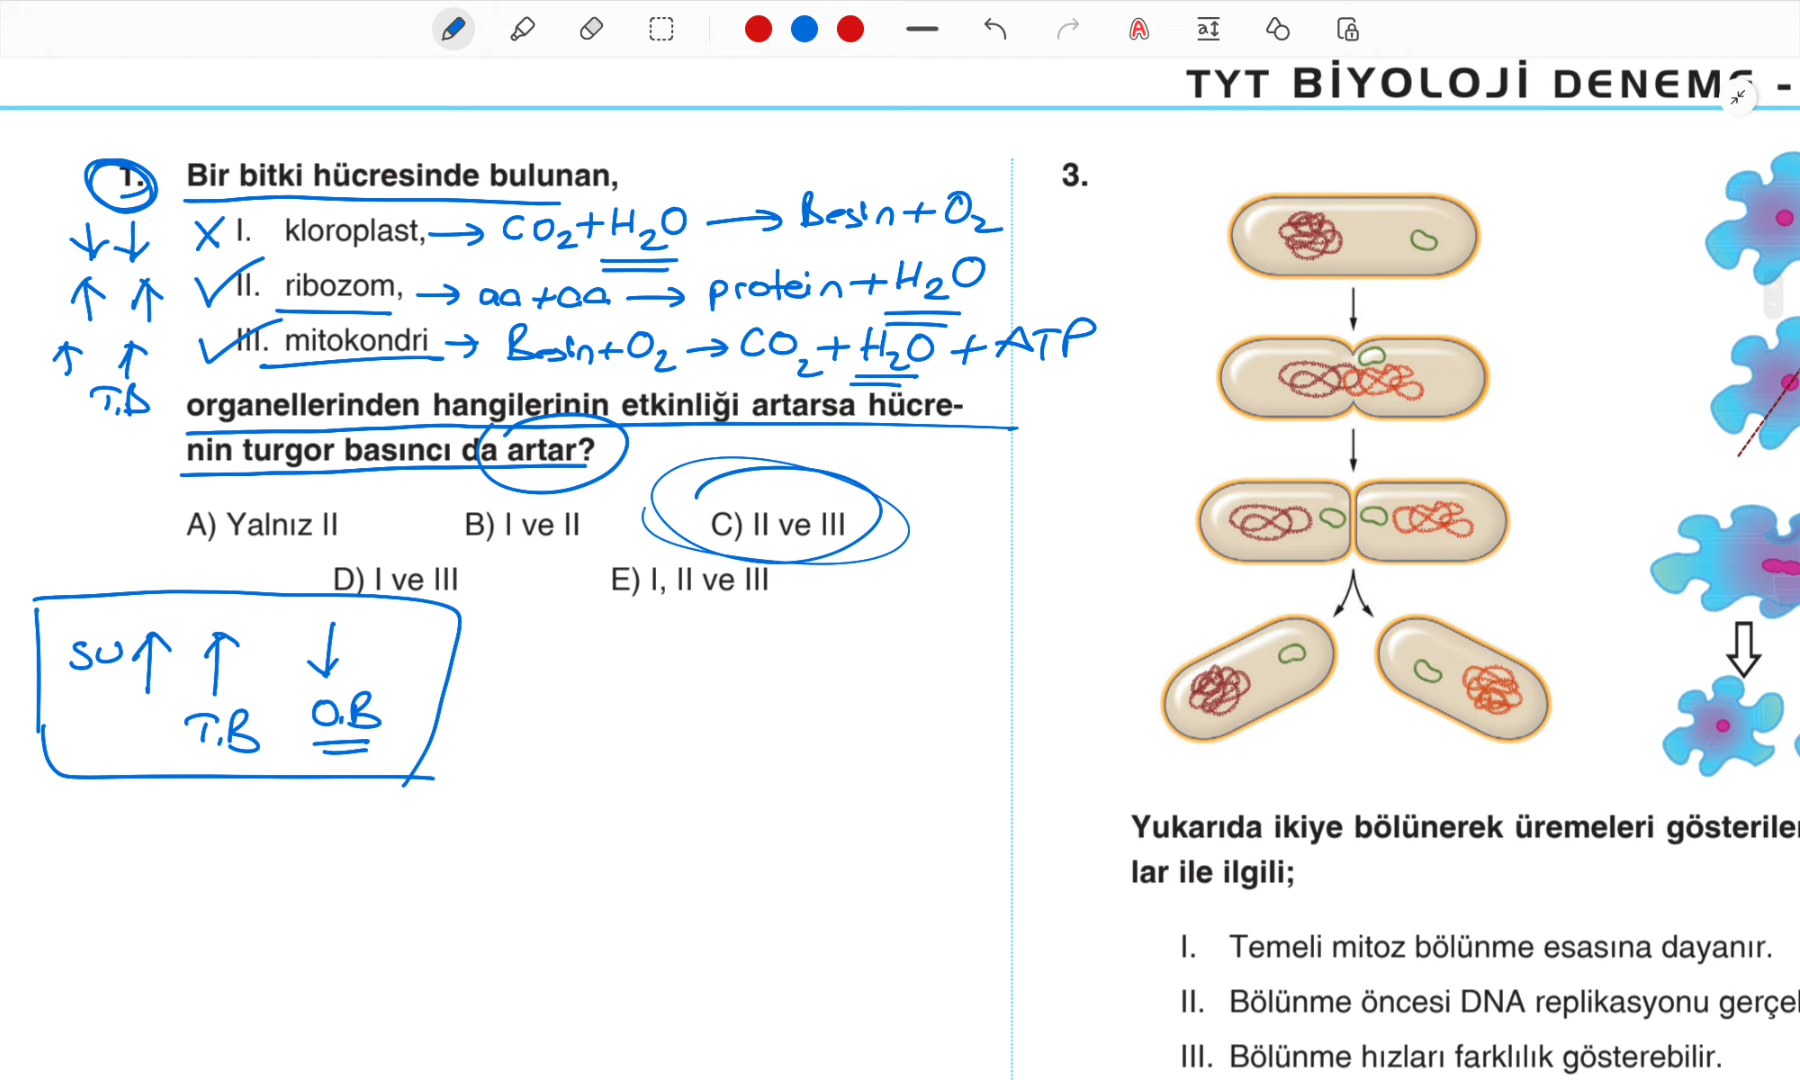 TYT BİYOLOJİ DENEME -
1. Bir bitki hücresinde bulunan,
I. kloroplast, → CO₂+H₂O → Besin+O₂
II. ribozom, → aa+aa → protein+H₂O
III. mitokondri → Besin+O₂ → CO₂+H₂O+ATP
T.B
organellerinden hangilerinin etkinliği artarsa hücre-
nin turgor basıncı da artar?
A) Yalnız II B) I ve II C) II ve III
D) I ve III E) I, II ve III
SU↑ ↑ ↓
T.B O.B
3.
Yukarıda ikiye bölünerek üremeleri
lar ile ilgili;
I. Temeli mitoz bölünme esasına dayanır.
II. Bölünme öncesi DNA replikasyonu
III. Bölünme hızları farklılık gösterebilir.